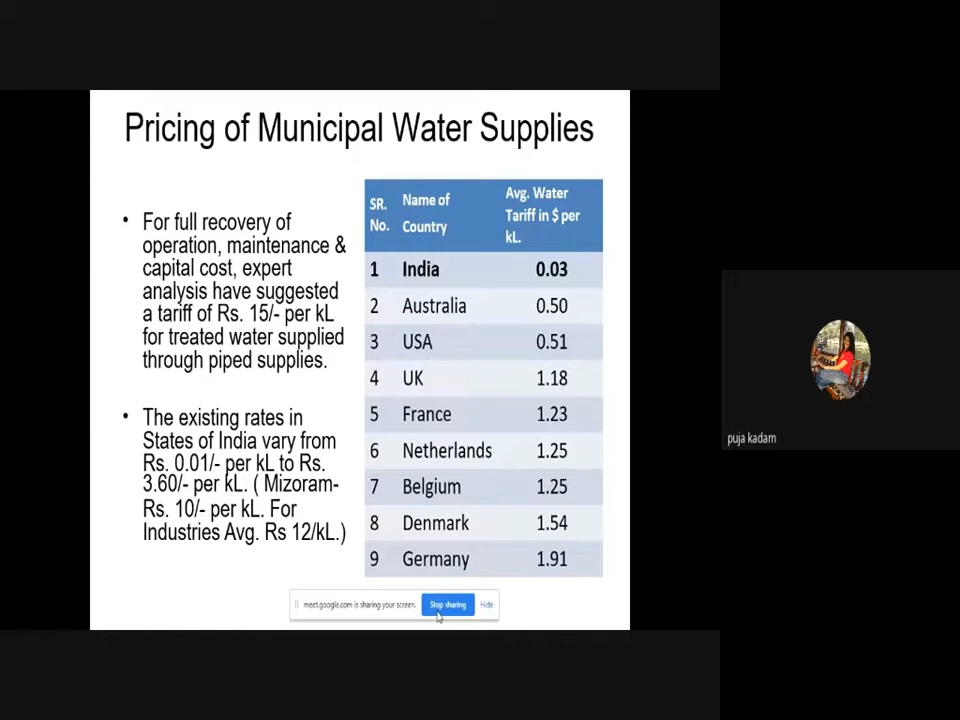 Pricing of Municipal Water Supplies
• For full recovery of
operation, maintenance &
capital cost, expert
analysis have suggested
a tariff of Rs. 15/- per kL
for treated water supplied
through piped supplies.
• The existing rates in
States of India vary from
Rs. 0.01/- per kL to Rs.
3.60/- per kL. ( Mizoram-
Rs. 10/- per kL. For
Industries Avg. Rs 12/kL.)
SR. No. Name of Country Avg. Water Tariff in $ per kL.
1 India 0.03
2 Australia 0.50
3 USA 0.51
4 UK 1.18
5 France 1.23
6 Netherlands 1.25
7 Belgium 1.25
8 Denmark 1.54
9 Germany 1.91
meet.google.com is sharing your screen. Stop sharing Hide
puja kadam